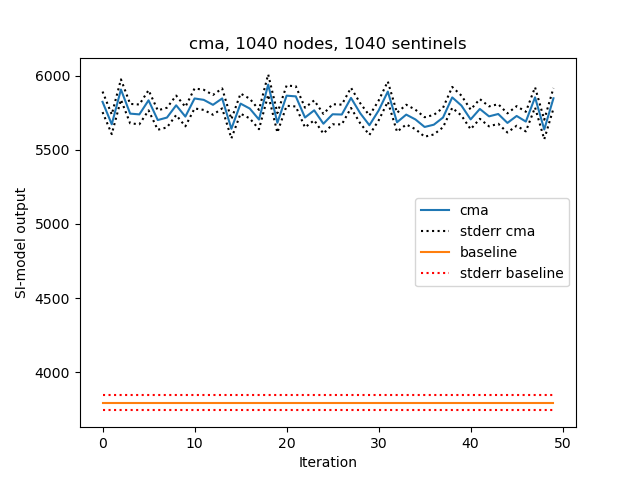 cma, 1040 nodes, 1040 sentinels
6000
5500
5000
4500
4000
SI-model output
cma
stderr cma
baseline
stderr baseline
0 10 20 30 40 50
Iteration